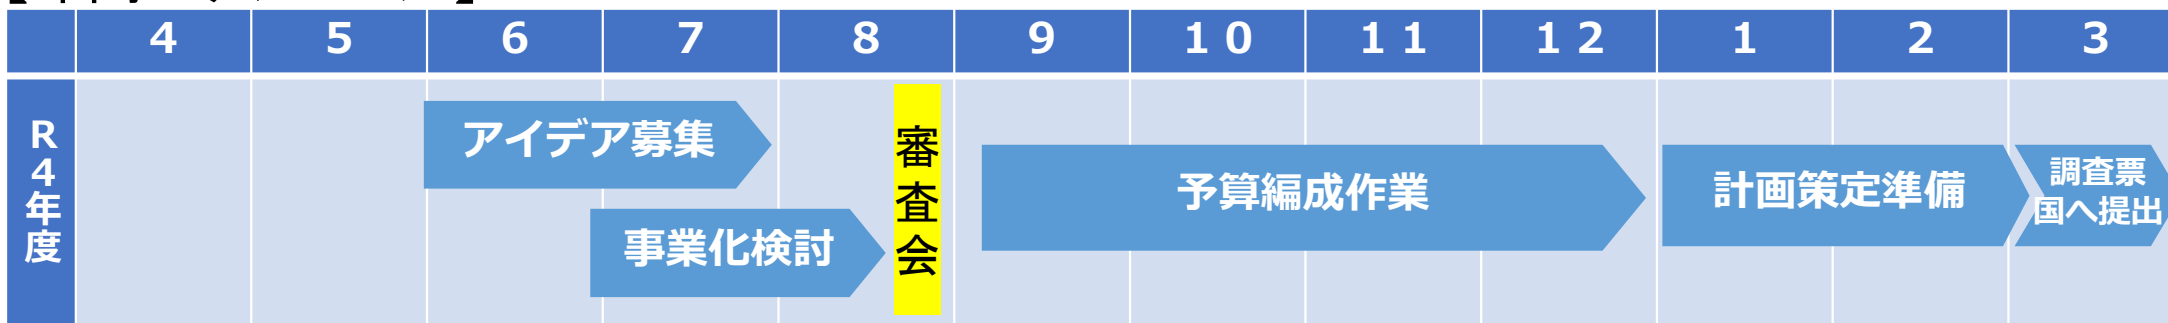 4 5 6 7 8 9 10 11 12 1 2 3
R4年度
アイデア募集
事業化検討
審査会
予算編成作業
計画策定準備
調査票
国へ提出